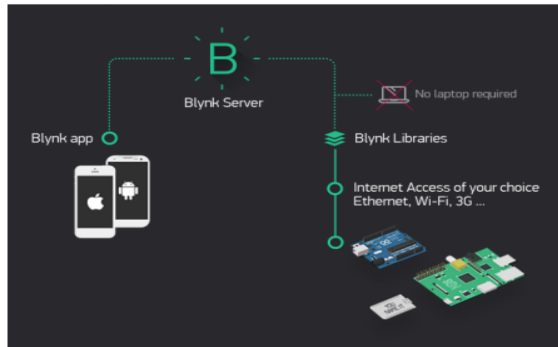 B
Blynk Server
No laptop required
Blynk app
Blynk Libraries
Internet Access of your choice
Ethernet, Wi-Fi, 3G ...